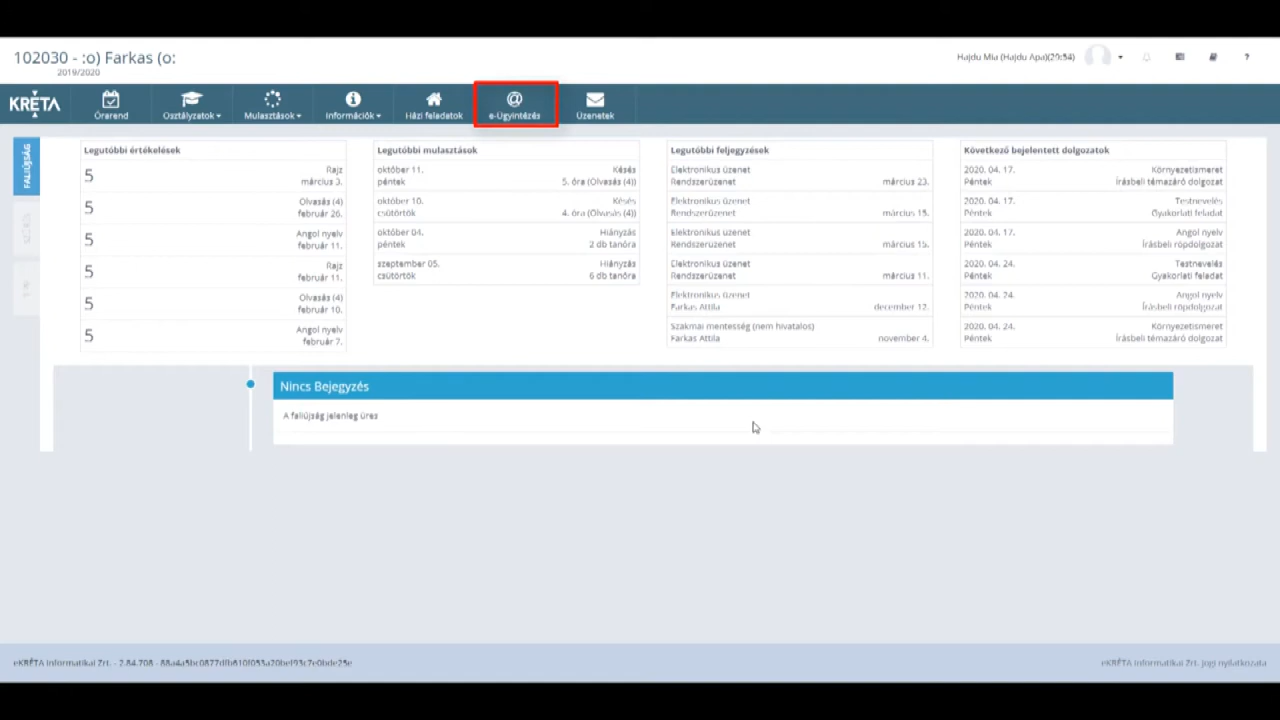 102030 - :o) Farkas (o:
2019/2020
Hajdu Mia (Hajdu Apa)(29:54)
?
KRÉTA
Órarend
Osztályzatok
Mulasztások
Információk
Házi feladatok
e-Ügyintézés
Üzenetek
FALIÚJSÁG
Legutóbbi értékelések
5
Rajz
március 3.
5
Olvasás (4)
február 26.
5
Angol nyelv
február 11.
5
Rajz
február 11.
5
Olvasás (4)
február 10.
5
Angol nyelv
február 7.
Legutóbbi mulasztások
október 11. Késés
péntek 5. óra (Olvasás (4))
október 10. Késés
csütörtök 4. óra (Olvasás (4))
október 04. Hiányzás
péntek 2 db tanóra
szeptember 05. Hiányzás
csütörtök 6 db tanóra
Legutóbbi feljegyzések
Elektronikus üzenet
Rendszerüzenet március 23.
Elektronikus üzenet
Rendszerüzenet március 15.
Elektronikus üzenet
Rendszerüzenet március 15.
Elektronikus üzenet
Rendszerüzenet március 11.
Elektronikus üzenet
Farkas Attila december 12.
Szakmai mentesség (nem hivatalos)
Farkas Attila november 4.
Következő bejelentett dolgozatok
2020. 04. 17. Környezetismeret
Péntek Írásbeli témazáró dolgozat
2020. 04. 17. Testnevelés
Péntek Gyakorlati feladat
2020. 04. 17. Angol nyelv
Péntek Írásbeli röpdolgozat
2020. 04. 24. Testnevelés
Péntek Gyakorlati feladat
2020. 04. 24. Angol nyelv
Péntek Írásbeli röpdolgozat
2020. 04. 24. Környezetismeret
Péntek Írásbeli témazáró dolgozat
Nincs Bejegyzés
A faliújság jelenleg üres
eKRÉTA Informatikai Zrt. - 2.84.708 -
eKRÉTA Informatikai Zrt. jogi nyilatkozata